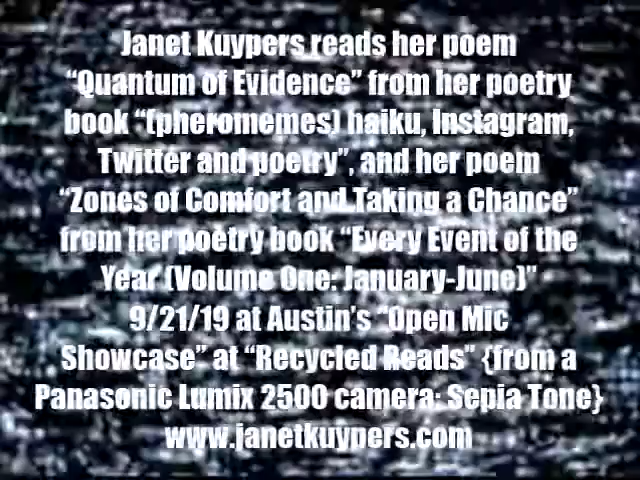 Janet Kuypers reads her poem
“Quantum of Evidence” from her poetry
book “(pheromemes) haiku, Instagram,
Twitter and poetry”, and her poem
“Zones of Comfort and Taking a Chance”
from her poetry book “Every Event of the
Year (Volume One: January-June)”
9/21/19 at Austin’s “Open Mic
Showcase” at “Recycled Reads” {from a
Panasonic Lumix 2500 camera; Sepia Tone}
www.janetkuypers.com